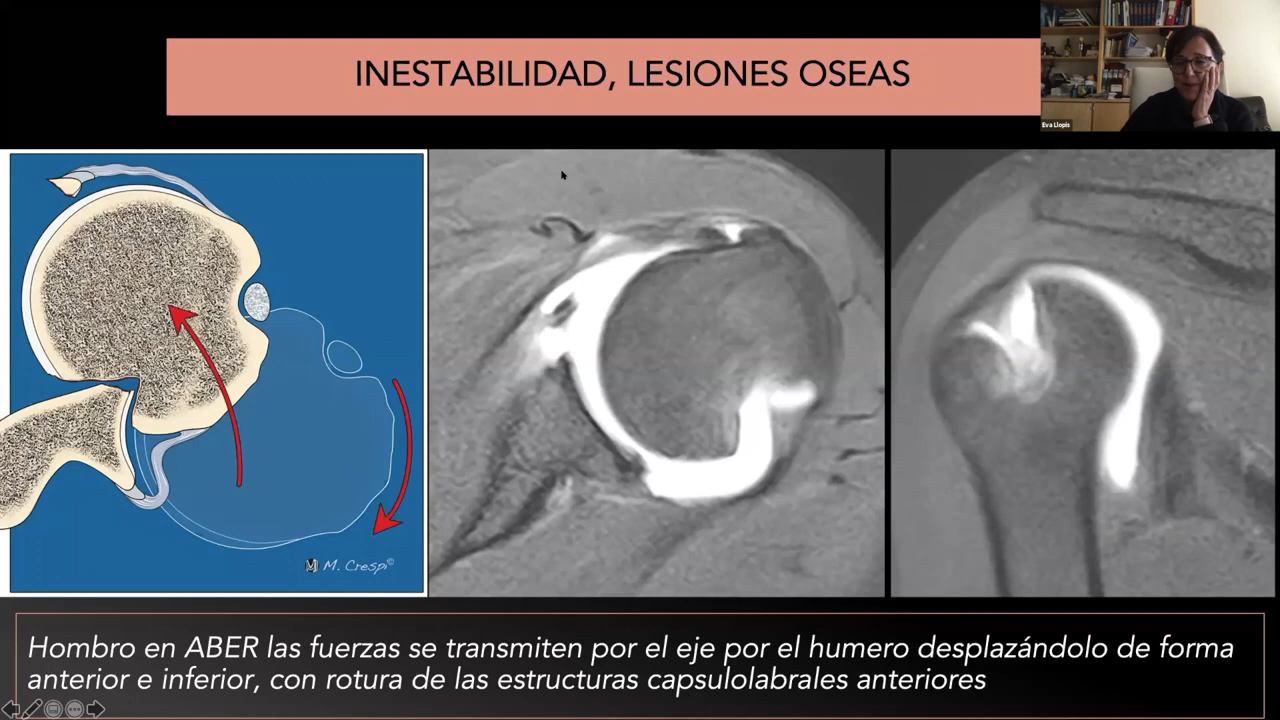 INESTABILIDAD, LESIONES OSEAS
Eva Llopis
M. Crespi©
Hombro en ABER las fuerzas se transmiten por el eje por el humero desplazándolo de forma
anterior e inferior, con rotura de las estructuras capsulolabrales anteriores